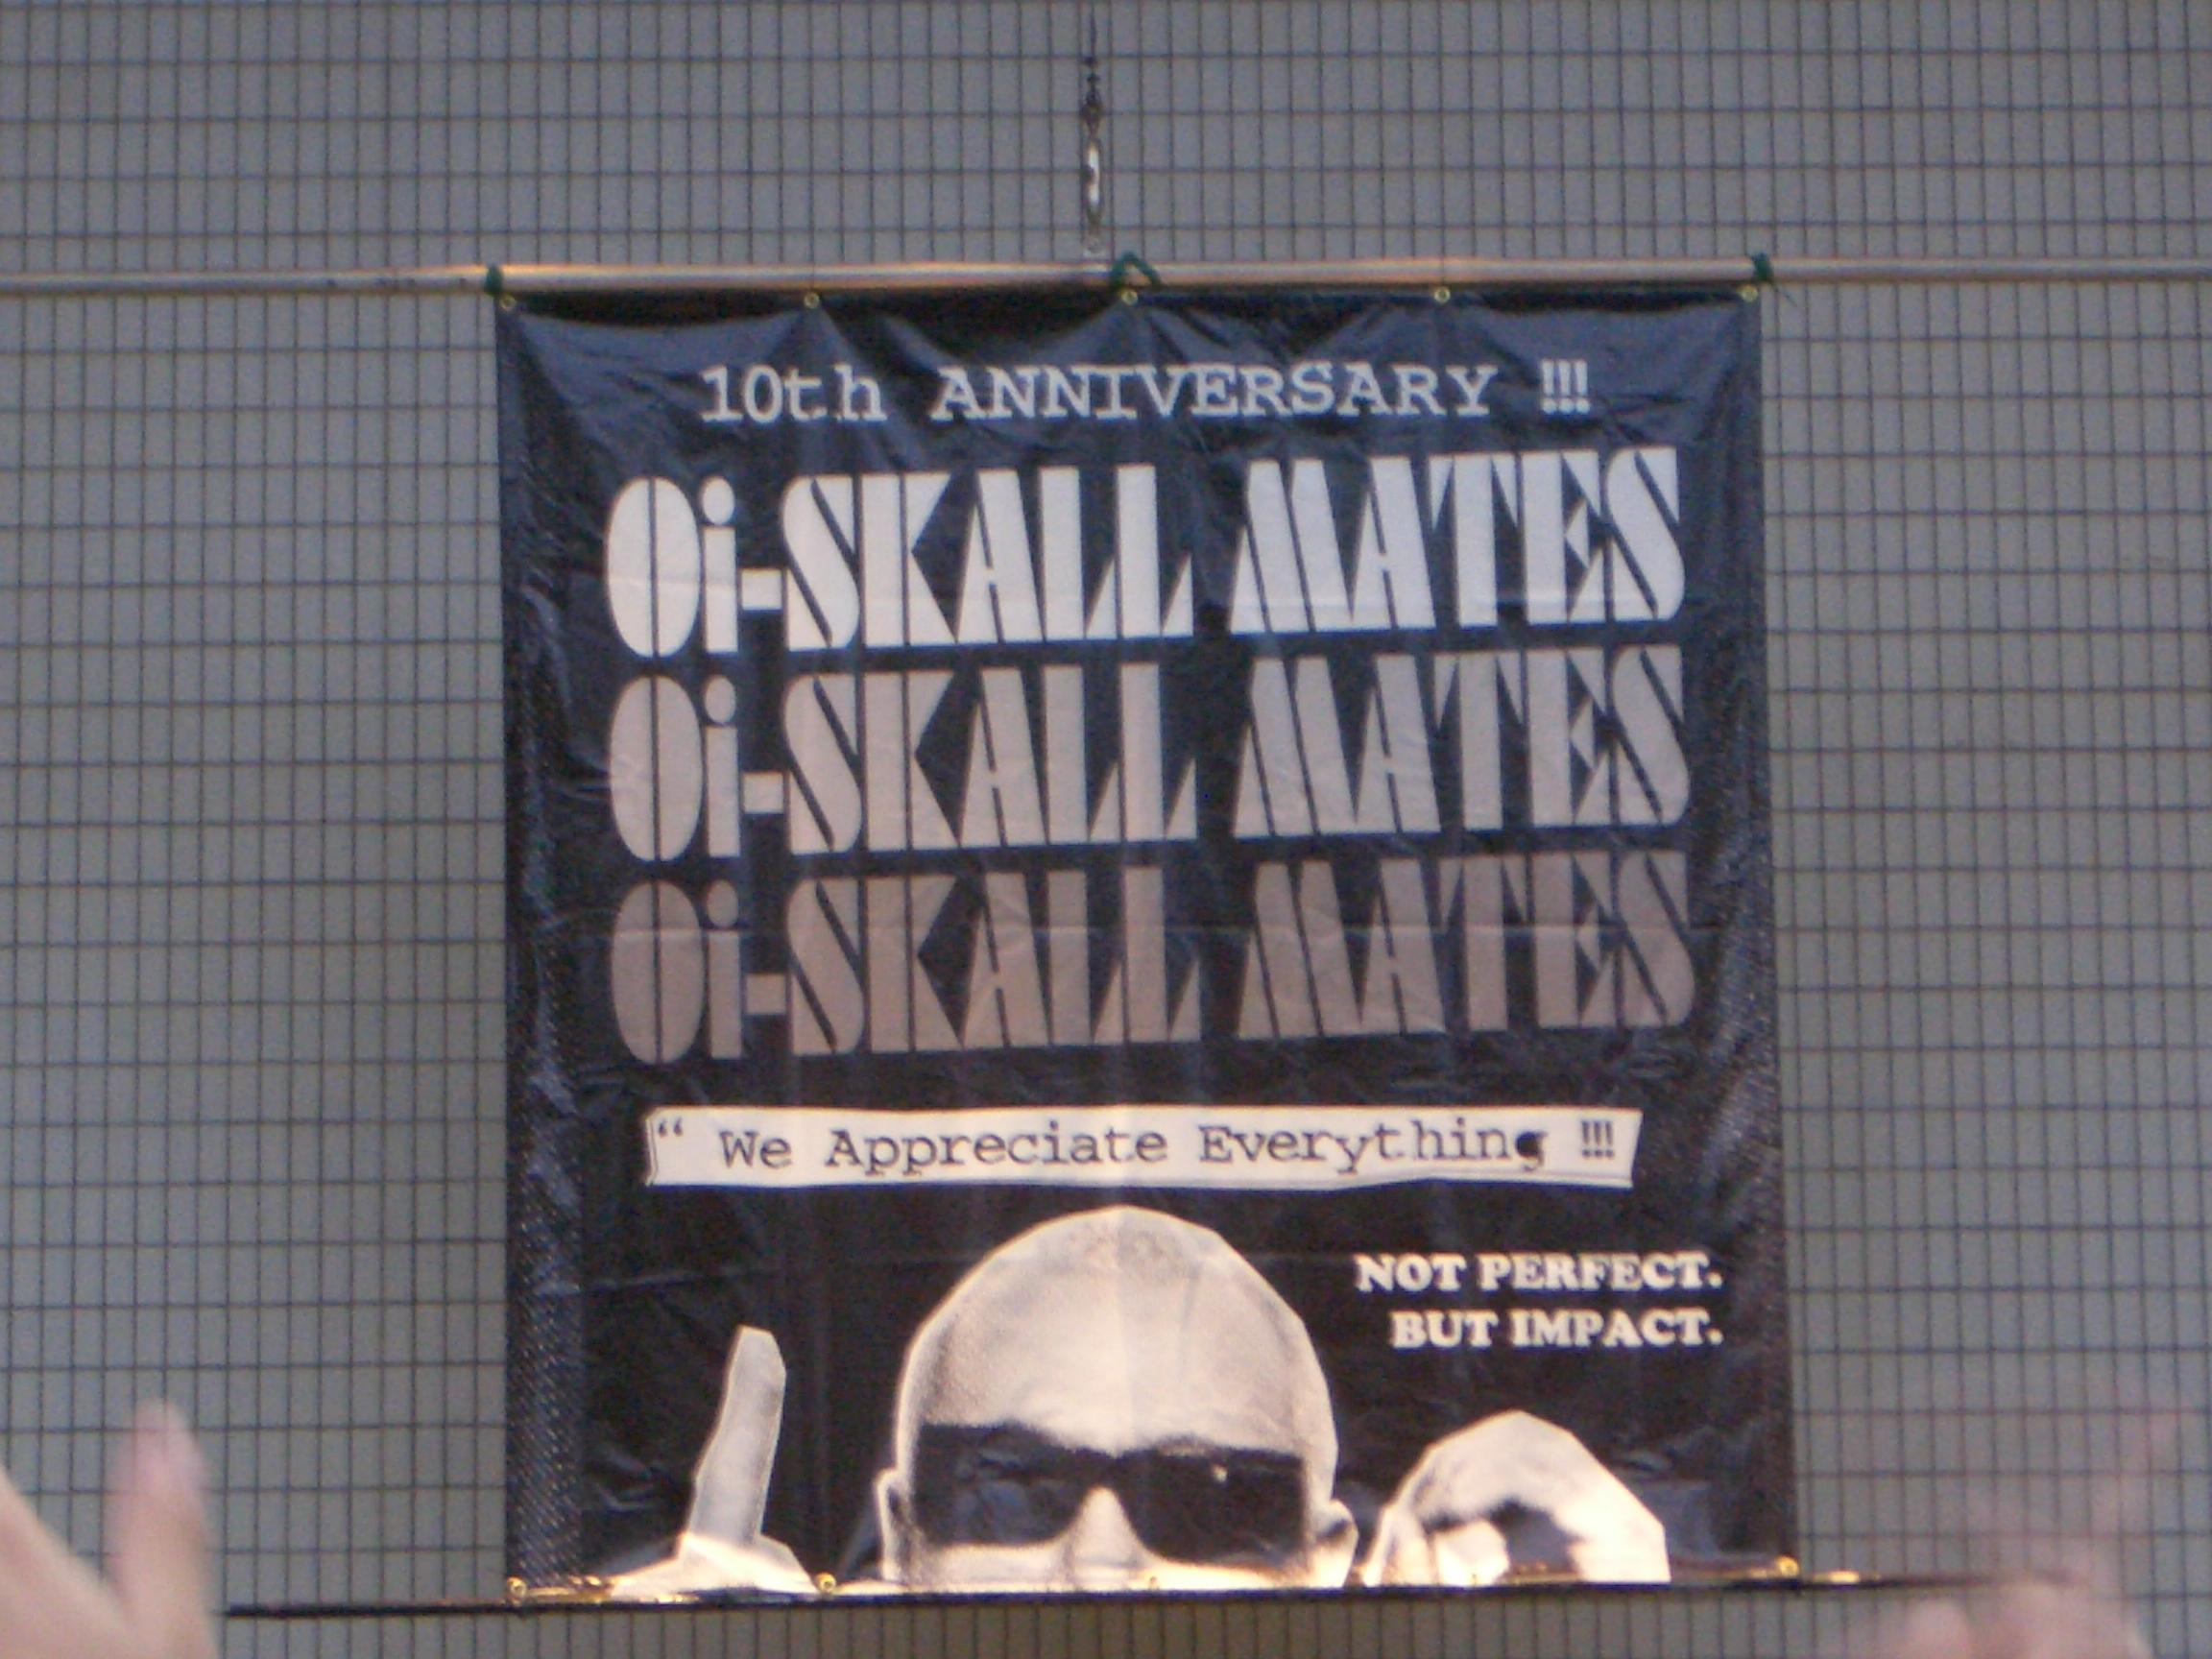 10th ANNIVERSARY !!!
Oi-SKALL MATES
Oi-SKALL MATES
Oi-SKALL MATES
“ We Appreciate Everything !!!
NOT PERFECT.
BUT IMPACT.